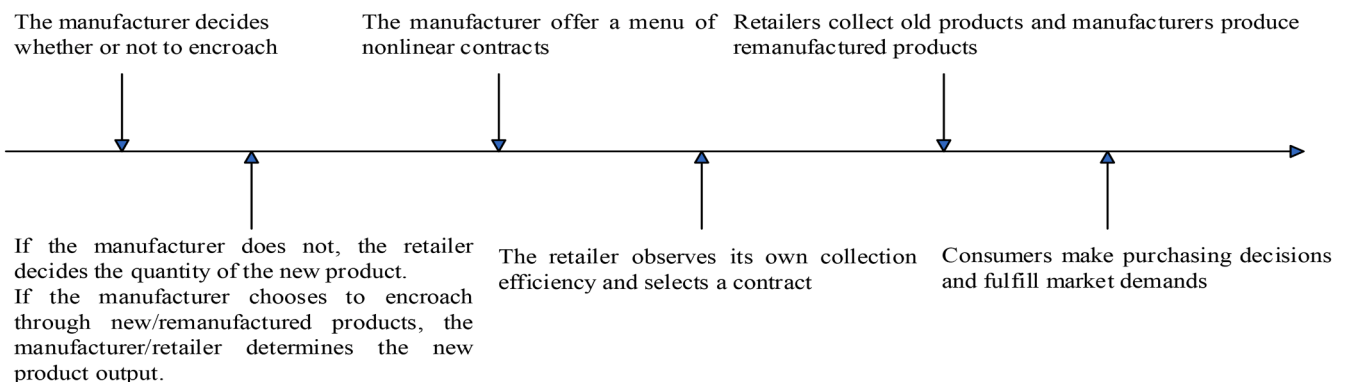 The manufacturer decides
whether or not to encroach
The manufacturer offer a menu of
nonlinear contracts
Retailers collect old products and manufacturers produce
remanufactured products
If the manufacturer does not, the retailer
decides the quantity of the new product.
If the manufacturer chooses to encroach
through new/remanufactured products, the
manufacturer/retailer determines the new
product output.
The retailer observes its own collection
efficiency and selects a contract
Consumers make purchasing decisions
and fulfill market demands